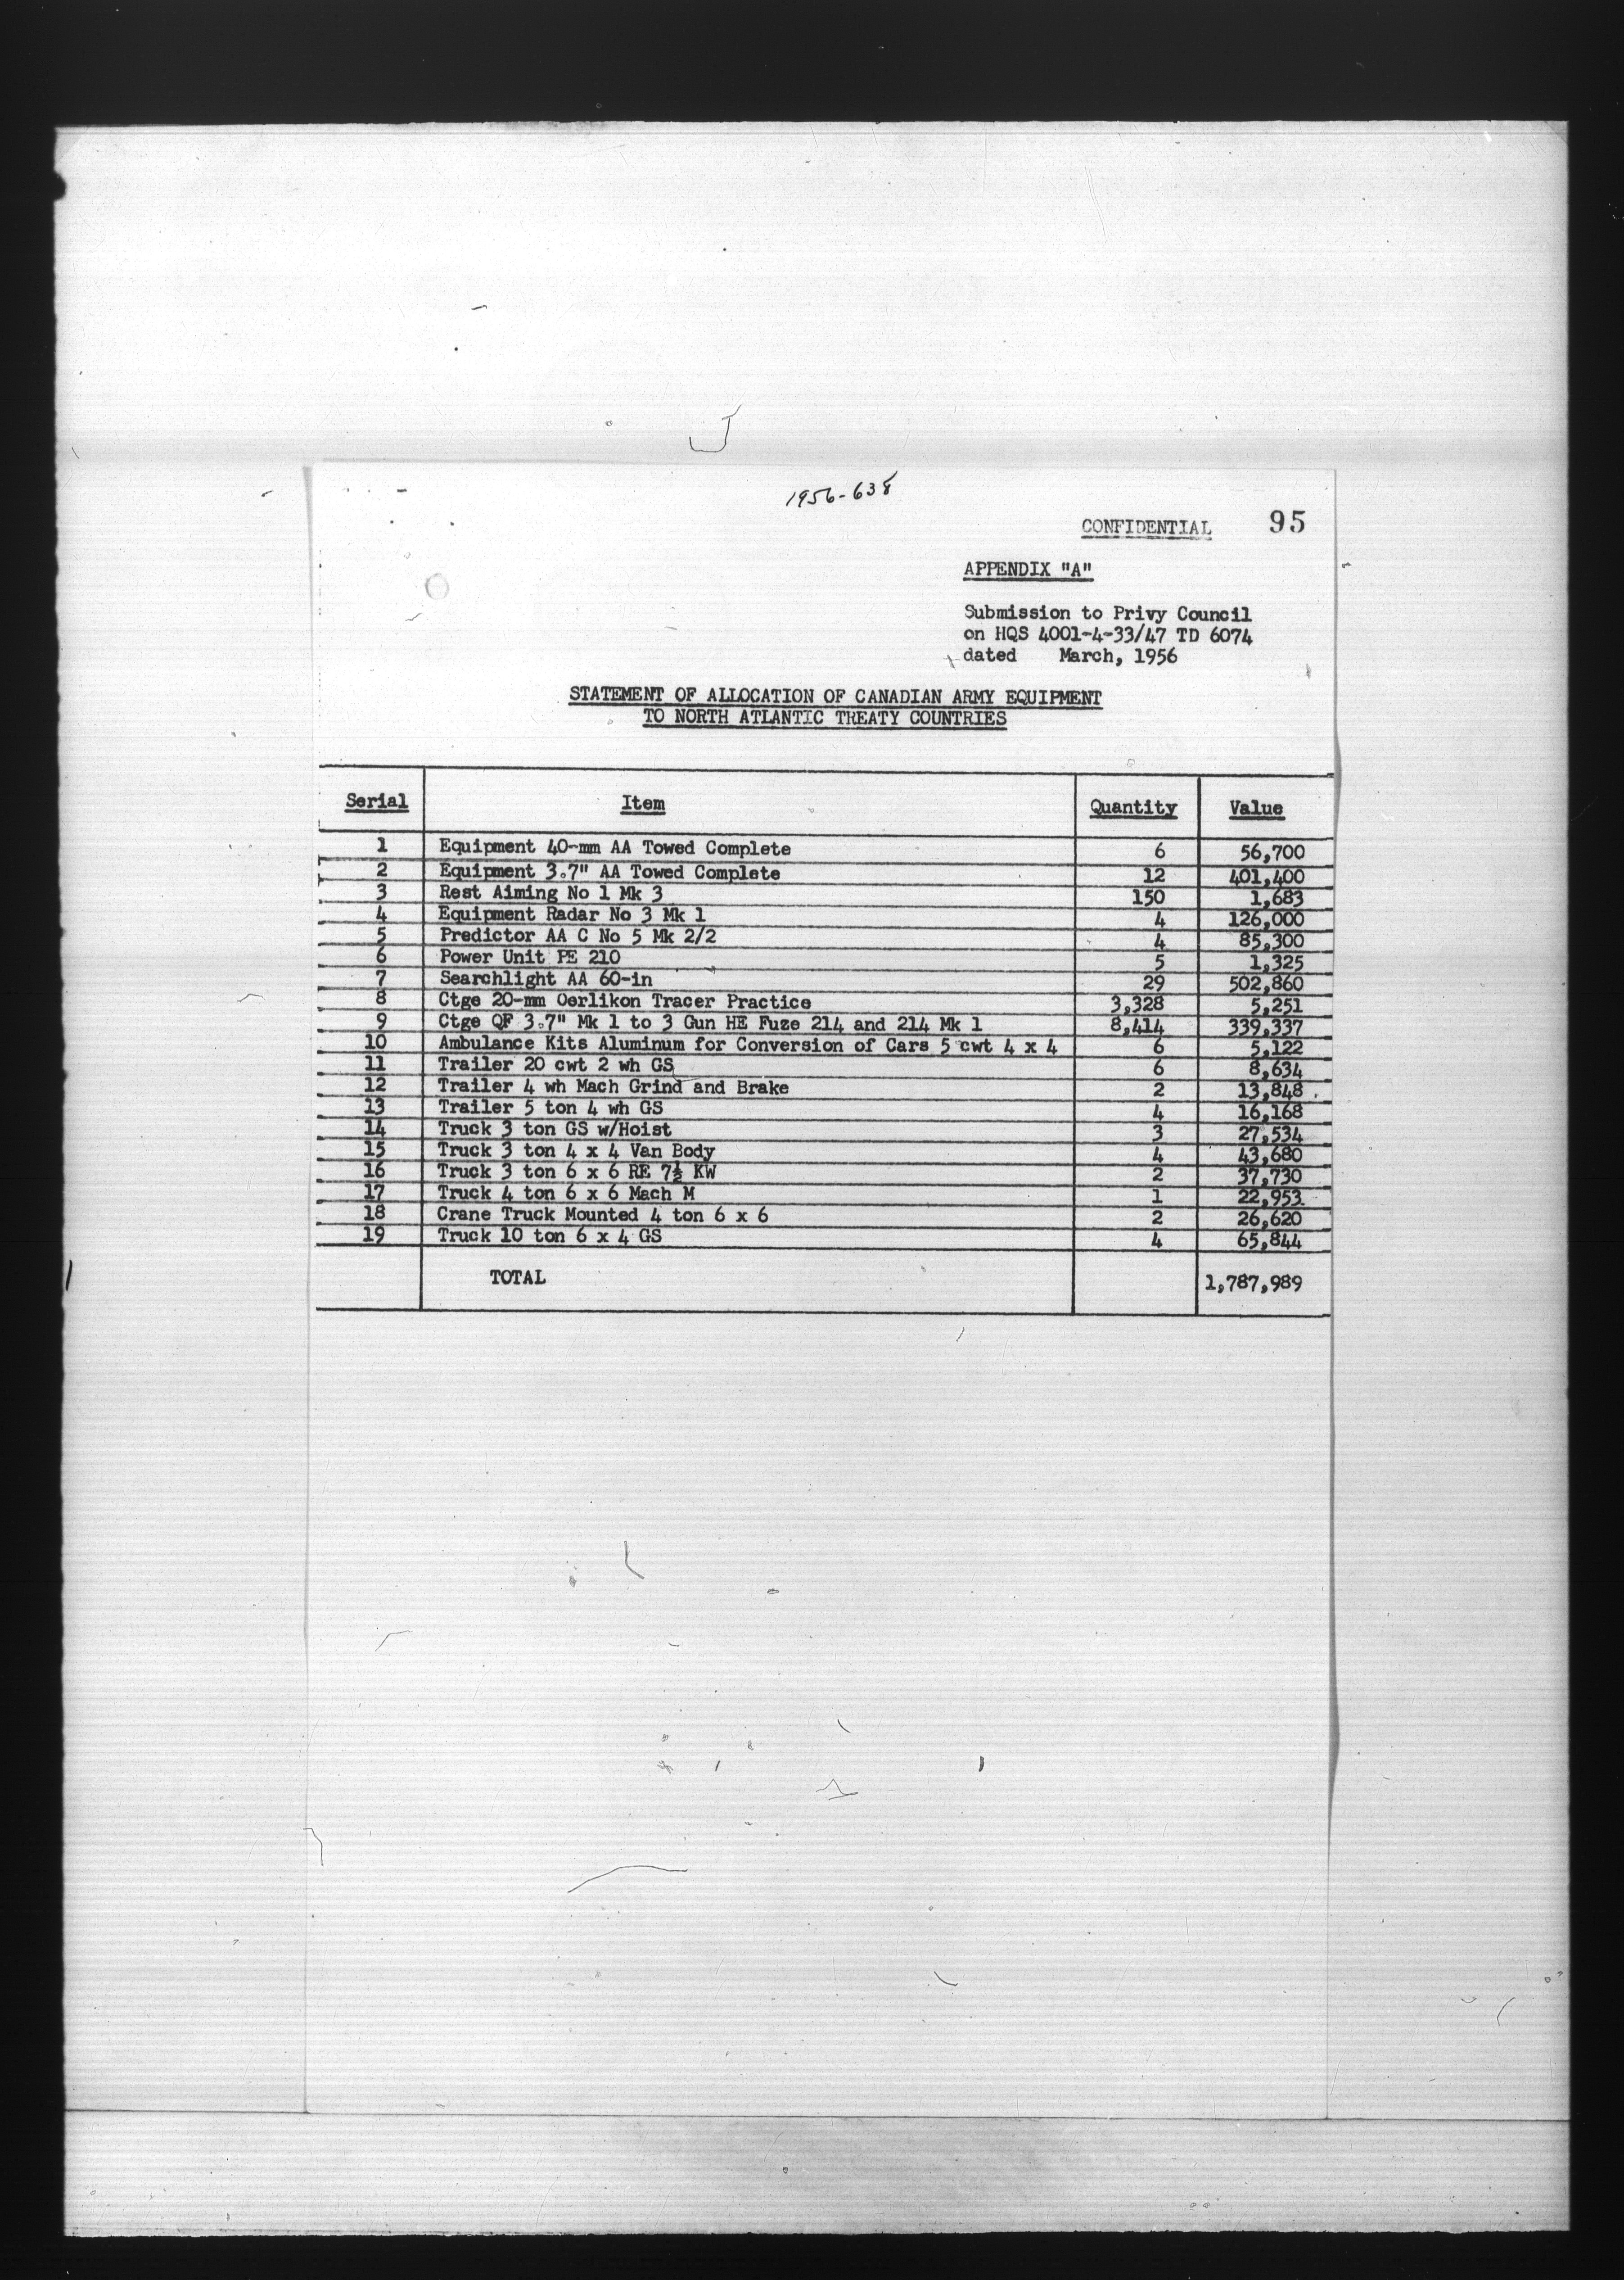 1956-638
CONFIDENTIAL 95
APPENDIX "A"
Submission to Privy Council
on HQS 4001-4-33/47 TD 6074
dated March, 1956
STATEMENT OF ALLOCATION OF CANADIAN ARMY EQUIPMENT
TO NORTH ATLANTIC TREATY COUNTRIES
Serial Item Quantity Value
1 Equipment 40-mm AA Towed Complete 6 56,700
2 Equipment 3.7" AA Towed Complete 12 401,400
3 Rest Aiming No 1 Mk 3 150 1,683
4 Equipment Radar No 3 Mk 1 4 126,000
5 Predictor AA C No 5 Mk 2/2 4 85,300
6 Power Unit PE 210 5 1,325
7 Searchlight AA 60-in 29 502,860
8 Ctge 20-mm Oerlikon Tracer Practice 3,328 5,251
9 Ctge QF 3.7" Mk 1 to 3 Gun HE Fuze 214 and 214 Mk 1 8,414 339,337
10 Ambulance Kits Aluminum for Conversion of Cars 5 cwt 4 x 4 6 5,122
11 Trailer 20 cwt 2 wh GS 6 8,634
12 Trailer 4 wh Mach Grind and Brake 2 13,848
13 Trailer 5 ton 4 wh GS 4 16,168
14 Truck 3 ton GS w/Hoist 3 27,534
15 Truck 3 ton 4 x 4 Van Body 4 43,680
16 Truck 3 ton 6 x 6 RE 7½ KW 2 37,730
17 Truck 4 ton 6 x 6 Mach M 1 22,953
18 Crane Truck Mounted 4 ton 6 x 6 2 26,620
19 Truck 10 ton 6 x 4 GS 4 65,844
TOTAL 1,787,989